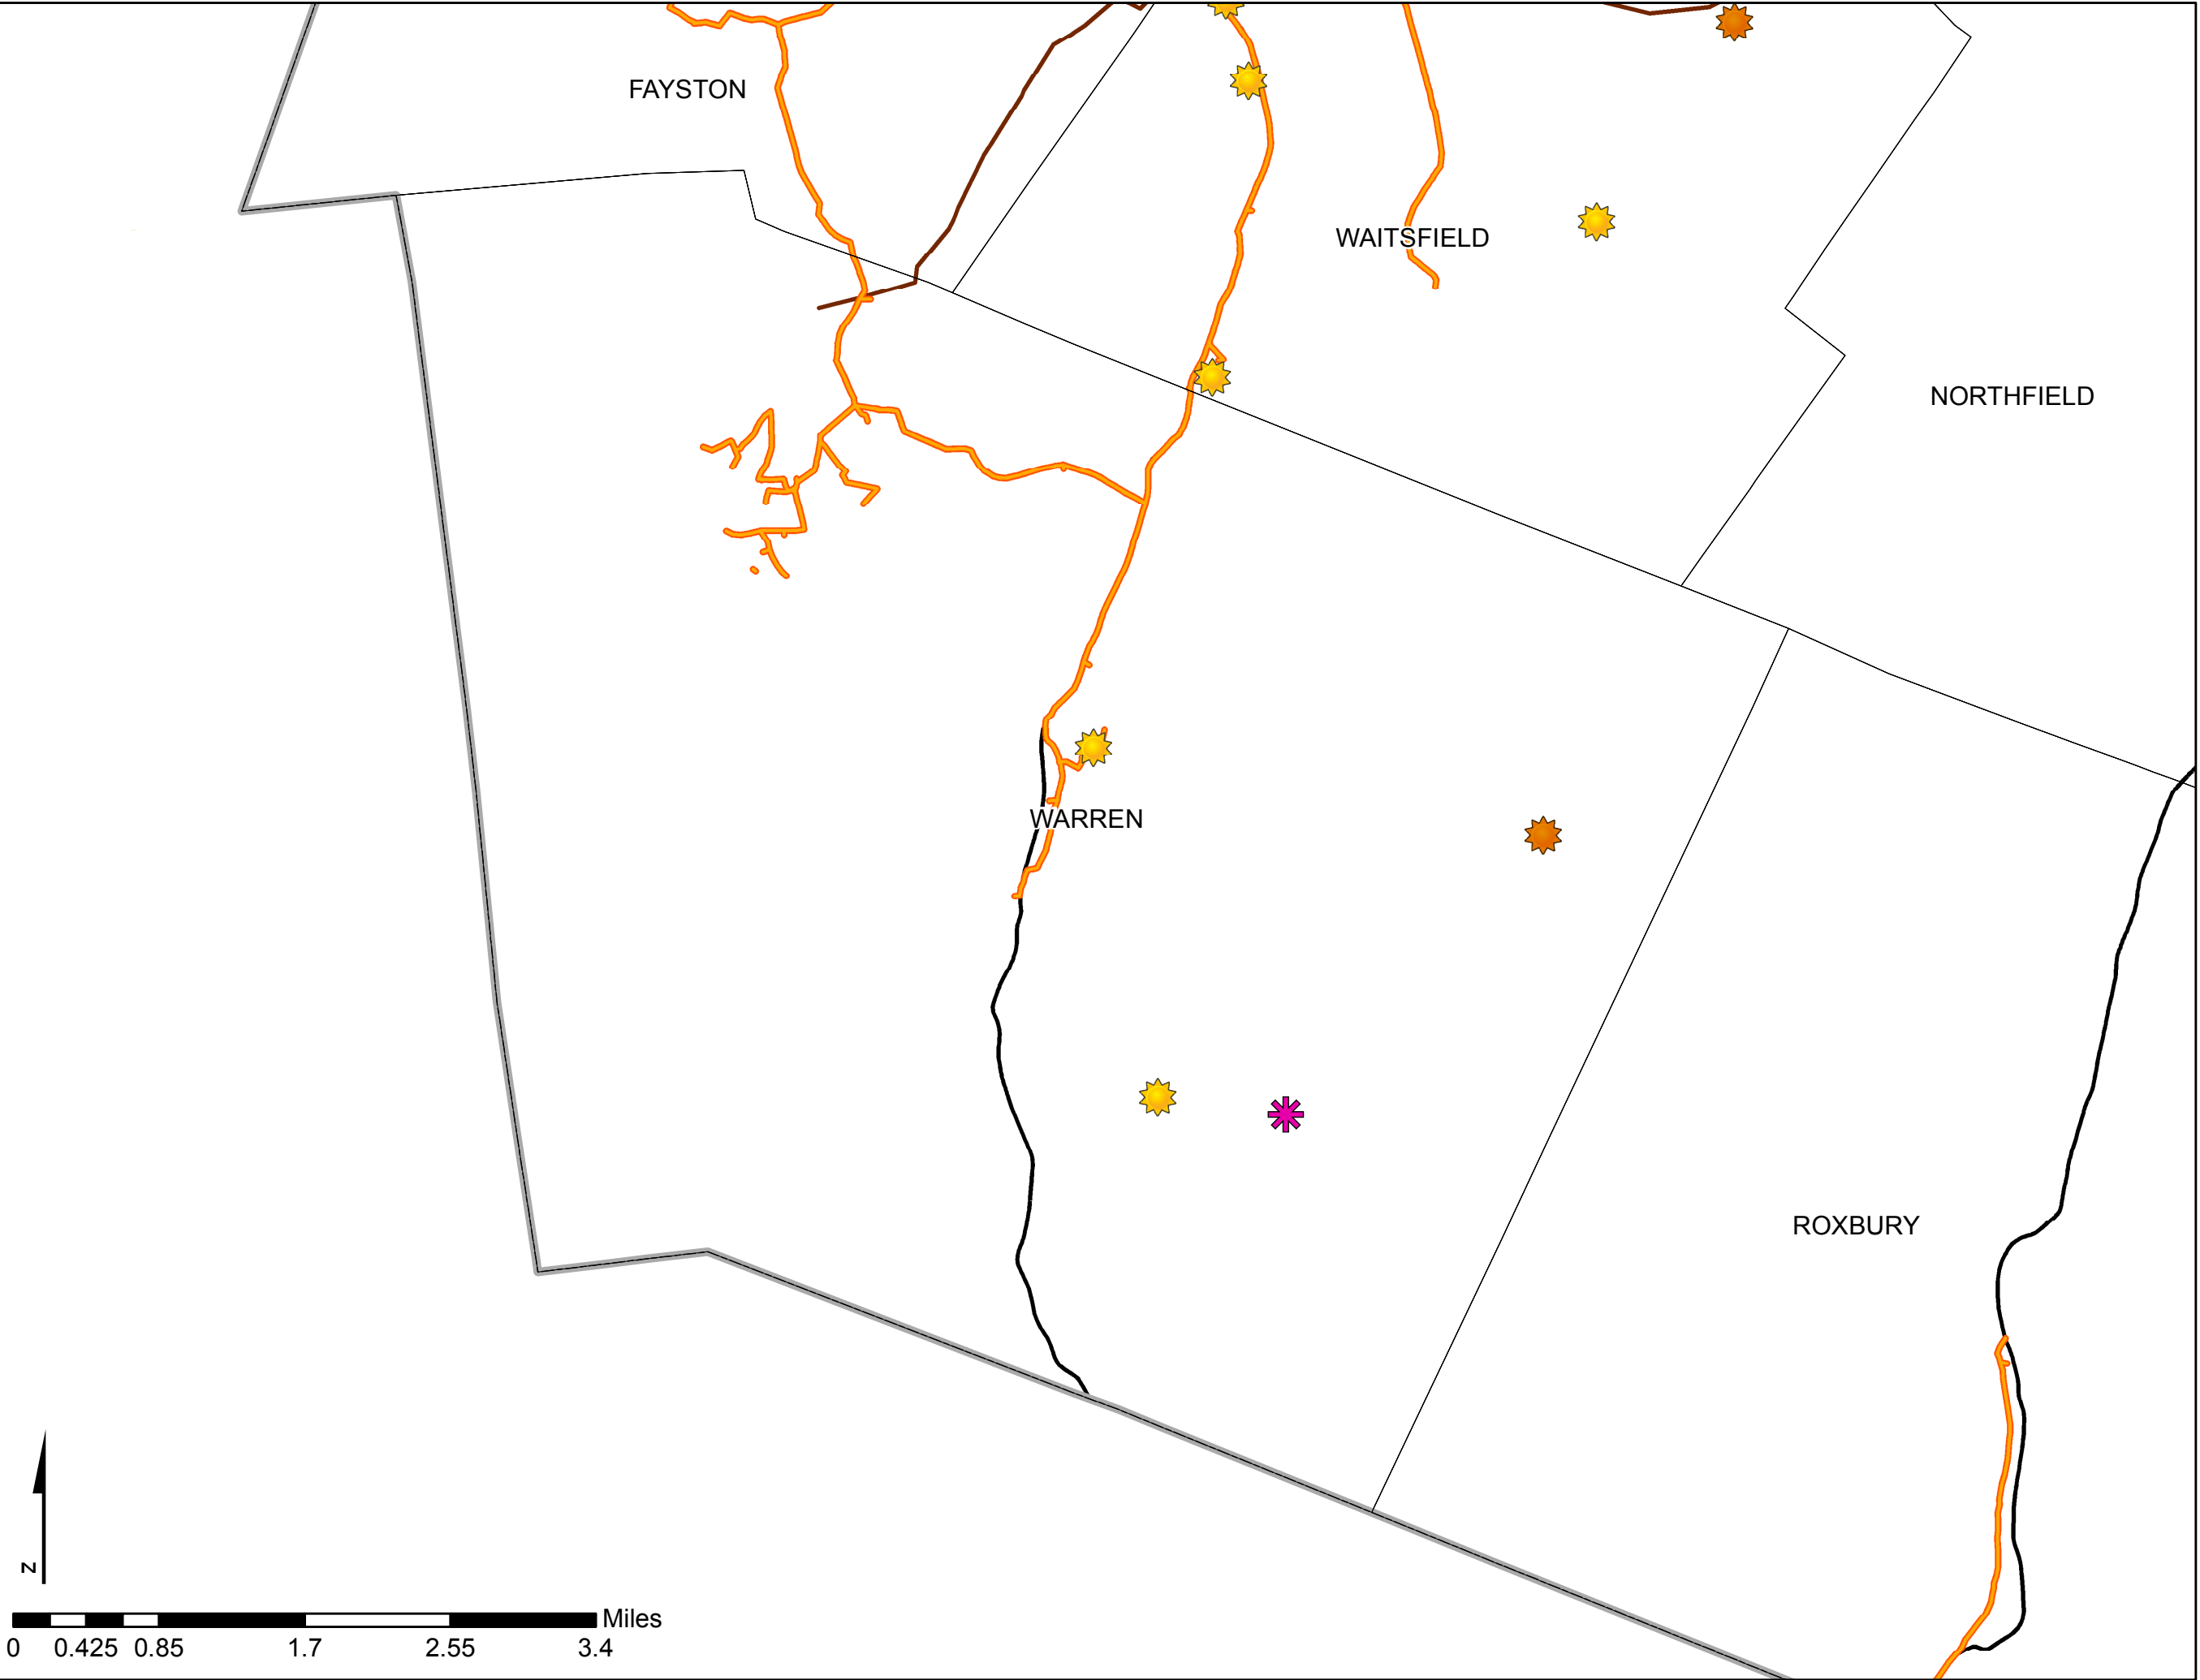 FAYSTON
WAITSFIELD
NORTHFIELD
WARREN
ROXBURY
N
Miles
0 0.425 0.85 1.7 2.55 3.4